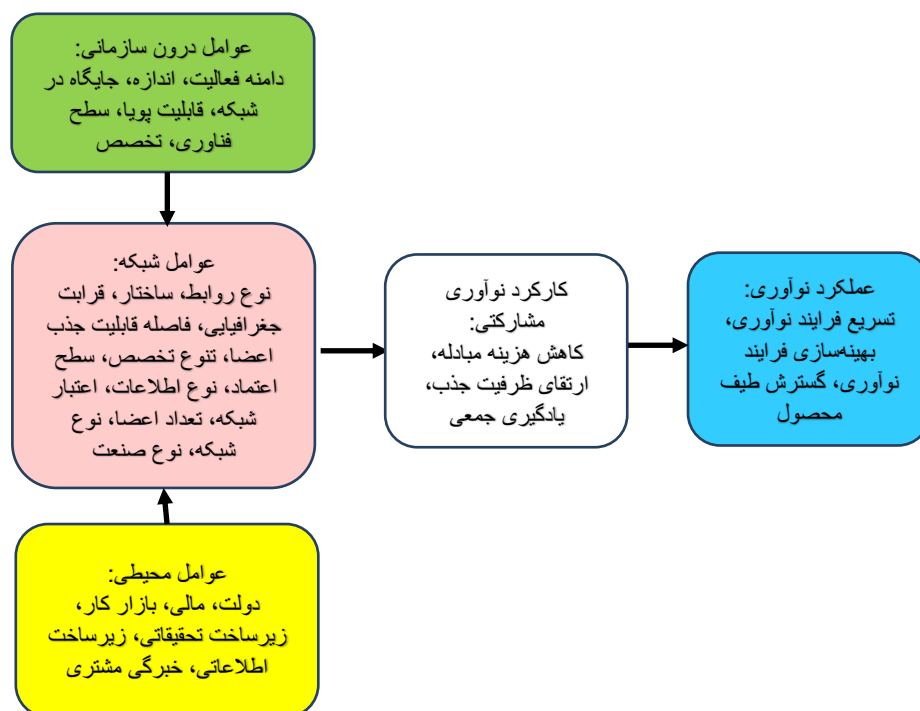 عوامل درون سازمانی:
دامنه فعالیت، اندازه، جایگاه در
شبکه، قابلیت پویا، سطح
فناوری، تخصص
عوامل شبکه:
نوع روابط، ساختار، قرابت
جغرافیایی، فاصله قابلیت جذب
اعضا، تنوع تخصص، سطح
اعتماد، نوع اطلاعات، اعتبار
شبکه، تعداد اعضا، نوع
شبکه، نوع صنعت
کارکرد نوآوری
مشارکتی:
کاهش هزینه مبادله،
ارتقای ظرفیت جذب،
یادگیری جمعی
عملکرد نوآوری:
تسریع فرایند نوآوری،
بهینه‌سازی فرایند
نوآوری، گسترش طیف
محصول
عوامل محیطی:
دولت، مالی، بازار کار،
زیرساخت تحقیقاتی، زیرساخت
اطلاعاتی، خبرگی مشتری